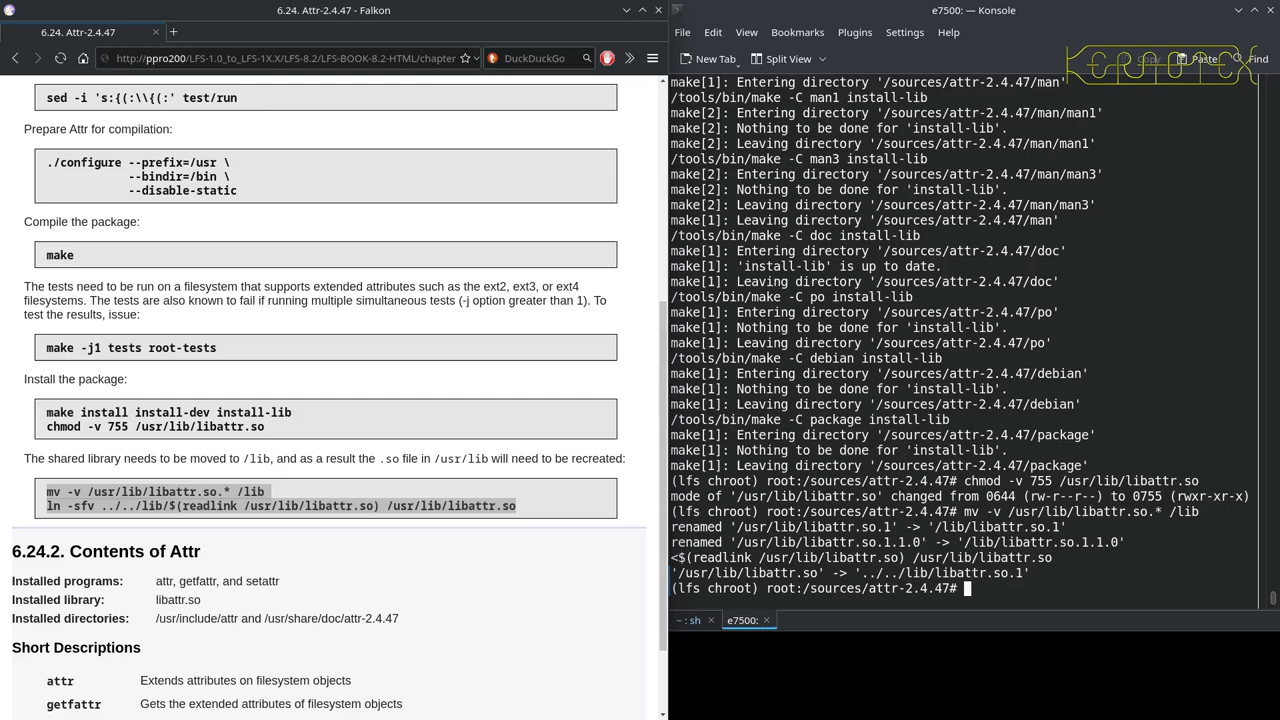 6.24. Attr-2.4.47 - Falkon
6.24. Attr-2.4.47
http://ppro200/LFS-1.0_to_LFS-1X.X/LFS-8.2/LFS-BOOK-8.2-HTML/chapter
DuckDuckGo
sed -i 's:{(:\\{(:' test/run
Prepare Attr for compilation:
./configure --prefix=/usr \
--bindir=/bin \
--disable-static
Compile the package:
make
The tests need to be run on a filesystem that supports extended attributes such as the ext2, ext3, or ext4
filesystems. The tests are also known to fail if running multiple simultaneous tests (-j option greater than 1). To
test the results, issue:
make -j1 tests root-tests
Install the package:
make install install-dev install-lib
chmod -v 755 /usr/lib/libattr.so
The shared library needs to be moved to /lib, and as a result the .so file in /usr/lib will need to be recreated:
mv -v /usr/lib/libattr.so.* /lib
ln -sfv ../../lib/$(readlink /usr/lib/libattr.so) /usr/lib/libattr.so
6.24.2. Contents of Attr
Installed programs: attr, getfattr, and setattr
Installed library: libattr.so
Installed directories: /usr/include/attr and /usr/share/doc/attr-2.4.47
Short Descriptions
attr Extends attributes on filesystem objects
getfattr Gets the extended attributes of filesystem objects
e7500: — Konsole
File Edit View Bookmarks Plugins Settings Help
New Tab Split View Copy Paste Find
make[1]: Entering directory '/sources/attr-2.4.47/man'
/tools/bin/make -C man1 install-lib
make[2]: Entering directory '/sources/attr-2.4.47/man/man1'
make[2]: Nothing to be done for 'install-lib'.
make[2]: Leaving directory '/sources/attr-2.4.47/man/man1'
/tools/bin/make -C man3 install-lib
make[2]: Entering directory '/sources/attr-2.4.47/man/man3'
make[2]: Nothing to be done for 'install-lib'.
make[2]: Leaving directory '/sources/attr-2.4.47/man/man3'
make[1]: Leaving directory '/sources/attr-2.4.47/man'
/tools/bin/make -C doc install-lib
make[1]: Entering directory '/sources/attr-2.4.47/doc'
make[1]: 'install-lib' is up to date.
make[1]: Leaving directory '/sources/attr-2.4.47/doc'
/tools/bin/make -C po install-lib
make[1]: Entering directory '/sources/attr-2.4.47/po'
make[1]: Nothing to be done for 'install-lib'.
make[1]: Leaving directory '/sources/attr-2.4.47/po'
/tools/bin/make -C debian install-lib
make[1]: Entering directory '/sources/attr-2.4.47/debian'
make[1]: Nothing to be done for 'install-lib'.
make[1]: Leaving directory '/sources/attr-2.4.47/debian'
/tools/bin/make -C package install-lib
make[1]: Entering directory '/sources/attr-2.4.47/package'
make[1]: Nothing to be done for 'install-lib'.
make[1]: Leaving directory '/sources/attr-2.4.47/package'
(lfs chroot) root:/sources/attr-2.4.47# chmod -v 755 /usr/lib/libattr.so
mode of '/usr/lib/libattr.so' changed from 0644 (rw-r--r--) to 0755 (rwxr-xr-x)
(lfs chroot) root:/sources/attr-2.4.47# mv -v /usr/lib/libattr.so.* /lib
renamed '/usr/lib/libattr.so.1' -> '/lib/libattr.so.1'
renamed '/usr/lib/libattr.so.1.1.0' -> '/lib/libattr.so.1.1.0'
<$(readlink /usr/lib/libattr.so) /usr/lib/libattr.so
'/usr/lib/libattr.so' -> '../../lib/libattr.so.1'
(lfs chroot) root:/sources/attr-2.4.47#
~ : sh e7500: